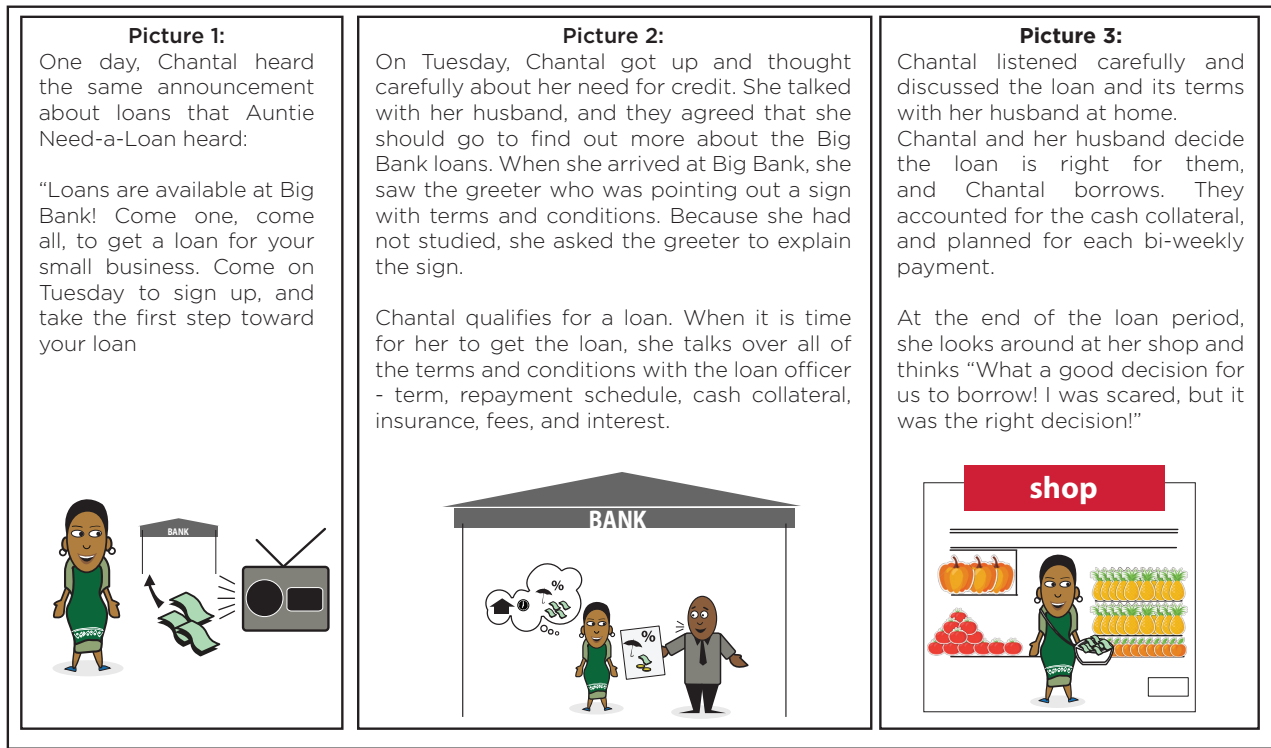 Picture 1:
One day, Chantal heard
the same announcement
about loans that Auntie
Need-a-Loan heard:
“Loans are available at Big
Bank! Come one, come
all, to get a loan for your
small business. Come on
Tuesday to sign up, and
take the first step toward
your loan
BANK
Picture 2:
On Tuesday, Chantal got up and thought
carefully about her need for credit. She talked
with her husband, and they agreed that she
should go to find out more about the Big
Bank loans. When she arrived at Big Bank, she
saw the greeter who was pointing out a sign
with terms and conditions. Because she had
not studied, she asked the greeter to explain
the sign.
Chantal qualifies for a loan. When it is time
for her to get the loan, she talks over all of
the terms and conditions with the loan officer
- term, repayment schedule, cash collateral,
insurance, fees, and interest.
BANK
%
%
Picture 3:
Chantal listened carefully and
discussed the loan and its terms
with her husband at home.
Chantal and her husband decide
the loan is right for them,
and Chantal borrows. They
accounted for the cash collateral,
and planned for each bi-weekly
payment.
At the end of the loan period,
she looks around at her shop and
thinks “What a good decision for
us to borrow! I was scared, but it
was the right decision!”
shop